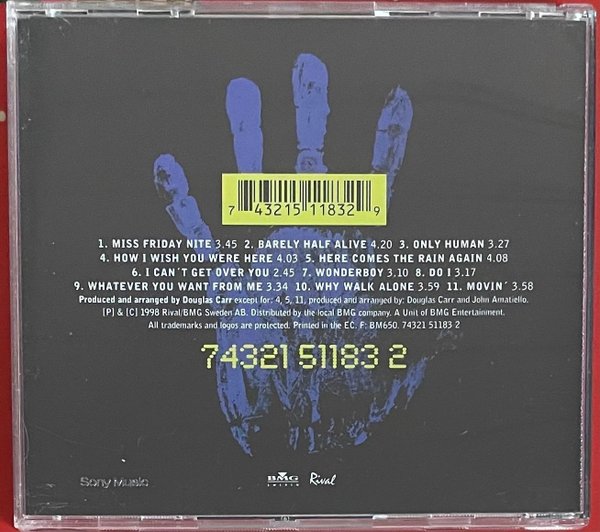 7 43215 11832 9
1. MISS FRIDAY NITE 3.45 2. BARELY HALF ALIVE 4.20 3. ONLY HUMAN 3.27
4. HOW I WISH YOU WERE HERE 4.03 5. HERE COMES THE RAIN AGAIN 4.08
6. I CAN´T GET OVER YOU 2.45 7. WONDERBOY 3.10 8. DO I 3.17
9. WHATEVER YOU WANT FROM ME 3.34 10. WHY WALK ALONE 3.59 11. MOVIN´ 3.58
Produced and arranged by Douglas Carr except for: 4, 5, 11, produced and arranged by: Douglas Carr and John Amatiello.
[P] & [C] 1998 Rival/BMG Sweden AB. Distributed by the local BMG company. A Unit of BMG Entertainment.
All trademarks and logos are protected. Printed in the EC. F: BM650. 74321 51183 2
74321 51183 2
Sony Music BMG SWEDEN Rival